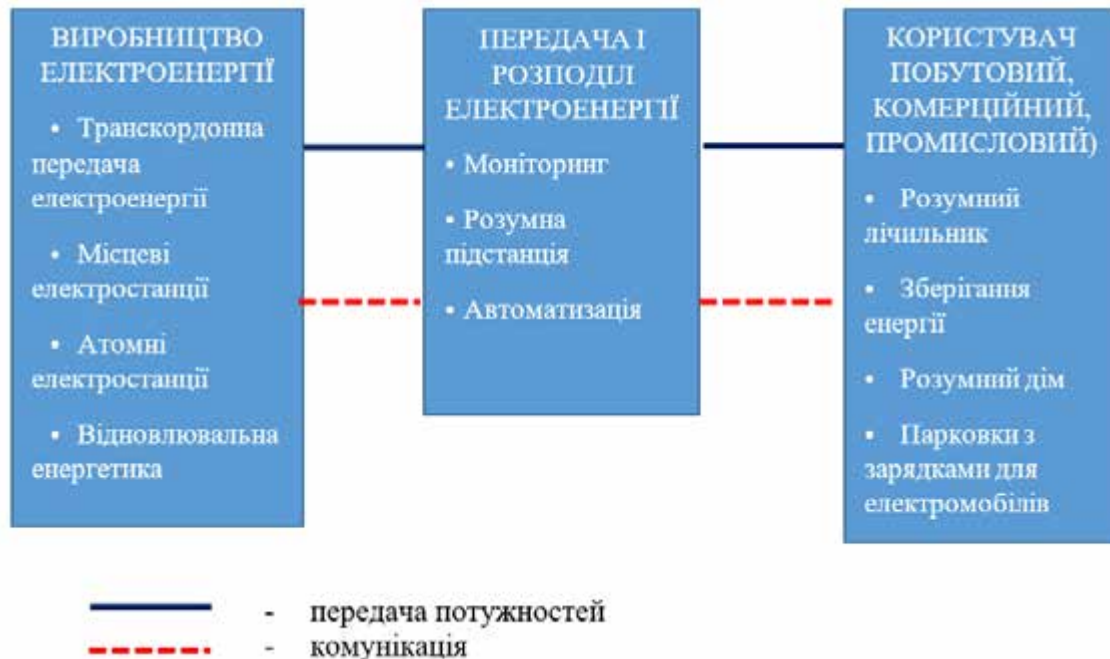 ВИРОБНИЦТВО
ЕЛЕКТРОЕНЕРГІЇ
• Транскордонна
передача
електроенергії
• Місцеві
електростанції
• Атомні
електростанції
• Відновлювальна
енергетика
ПЕРЕДАЧА І
РОЗПОДІЛ
ЕЛЕКТРОЕНЕРГІЇ
• Моніторинг
• Розумна
підстанція
• Автоматизація
КОРИСТУВАЧ
ПОБУТОВИЙ,
КОМЕРЦІЙНИЙ,
ПРОМИСЛОВИЙ)
• Розумний
лічильник
• Зберігання
енергії
• Розумний дім
• Парковки з
зарядками для
електромобілів
- передача потужностей
- комунікація